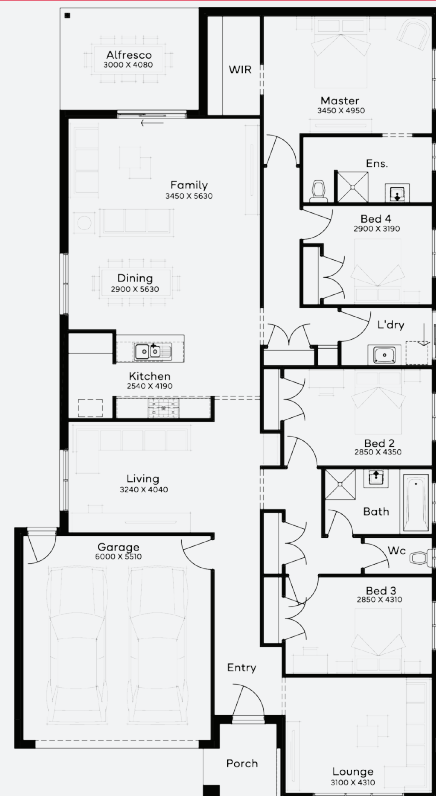 Alfresco
3000 X 4080
WIR
Master
3450 X 4950
Ens.
Family
3450 X 5630
Bed 4
2900 X 3190
Dining
2900 X 5630
L'dry
Kitchen
2540 X 4190
Bed 2
2850 X 4350
Living
3240 X 4040
Bath
Garage
6000 X 5510
Wc
Bed 3
2850 X 4310
Entry
Porch
Lounge
3100 X 4310